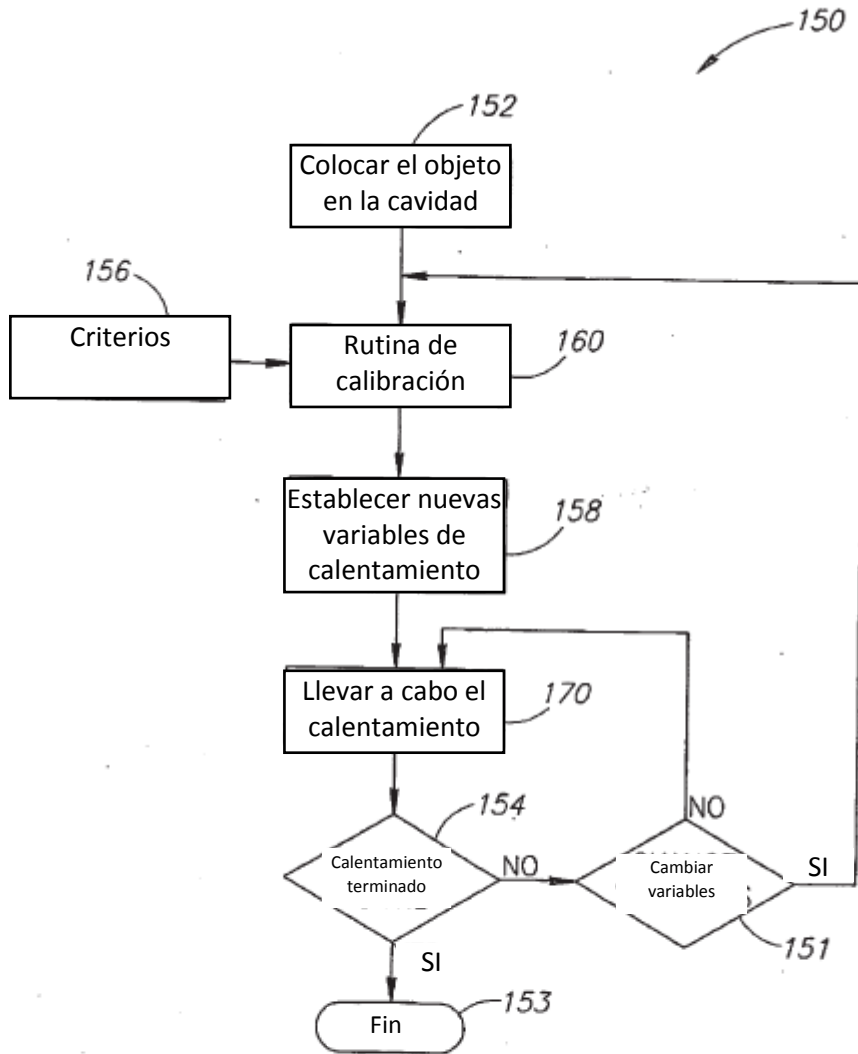 150
152
Colocar el objeto
en la cavidad
156
Criterios
Rutina de
calibración
160
Establecer nuevas
variables de
calentamiento
158
Llevar a cabo el
calentamiento
170
154
Calentamiento
terminado
NO
NO
Cambiar
variables
SI
151
SI
Fin
153